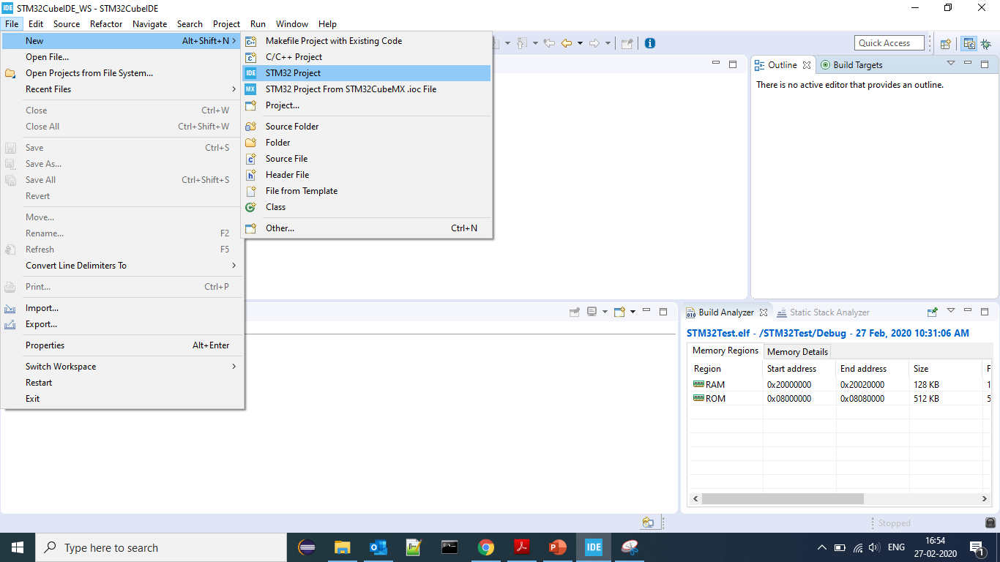 IDE STM32CubeIDE_WS - STM32CubeIDE
File Edit Source Refactor Navigate Search Project Run Window Help
New Alt+Shift+N
Open File...
Open Projects from File System...
Recent Files
Close Ctrl+W
Close All Ctrl+Shift+W
Save Ctrl+S
Save As...
Save All Ctrl+Shift+S
Revert
Move...
Rename... F2
Refresh F5
Convert Line Delimiters To
Print... Ctrl+P
Import...
Export...
Properties Alt+Enter
Switch Workspace
Restart
Exit
Makefile Project with Existing Code
C/C++ Project
IDE STM32 Project
MX STM32 Project From STM32CubeMX .ioc File
Project...
Source Folder
Folder
Source File
Header File
File from Template
Class
Other... Ctrl+N
Quick Access
Outline Build Targets
There is no active editor that provides an outline.
Build Analyzer Static Stack Analyzer
STM32Test.elf - /STM32Test/Debug - 27 Feb, 2020 10:31:06 AM
Memory Regions Memory Details
Region Start address End address Size F
RAM 0x20000000 0x20020000 128 KB 1
ROM 0x08000000 0x08080000 512 KB 5
Stopped
Type here to search
IDE
ENG
16:54
27-02-2020
1